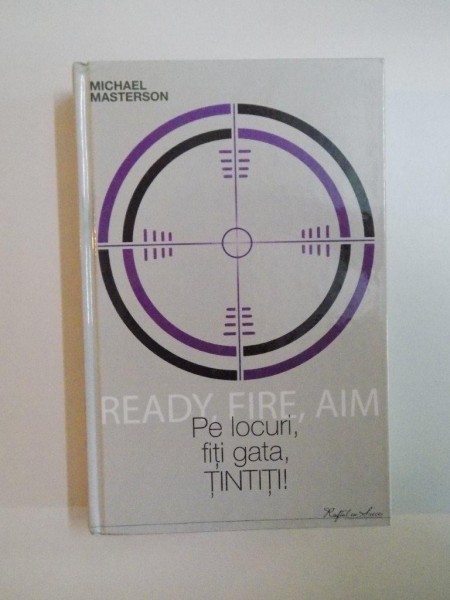 MICHAEL
MASTERSON
READY, FIRE, AIM
Pe locuri,
fiți gata,
ȚINTIȚI!